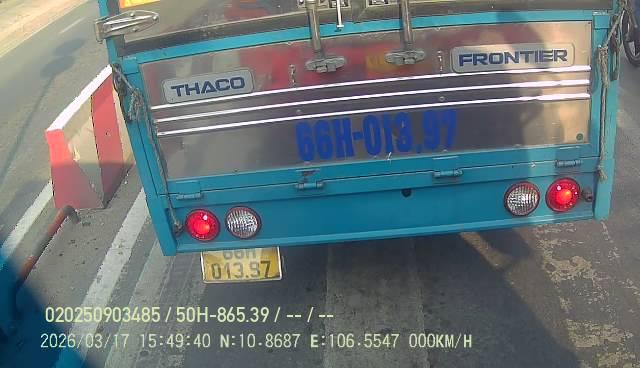 THACO
FRONTIER
66H-013.97
66H
013.97
020250903485 / 50H-865.39 / -- / --
2026/03/17 15:49:40 N:10.8687 E:106.5547 000KM/H